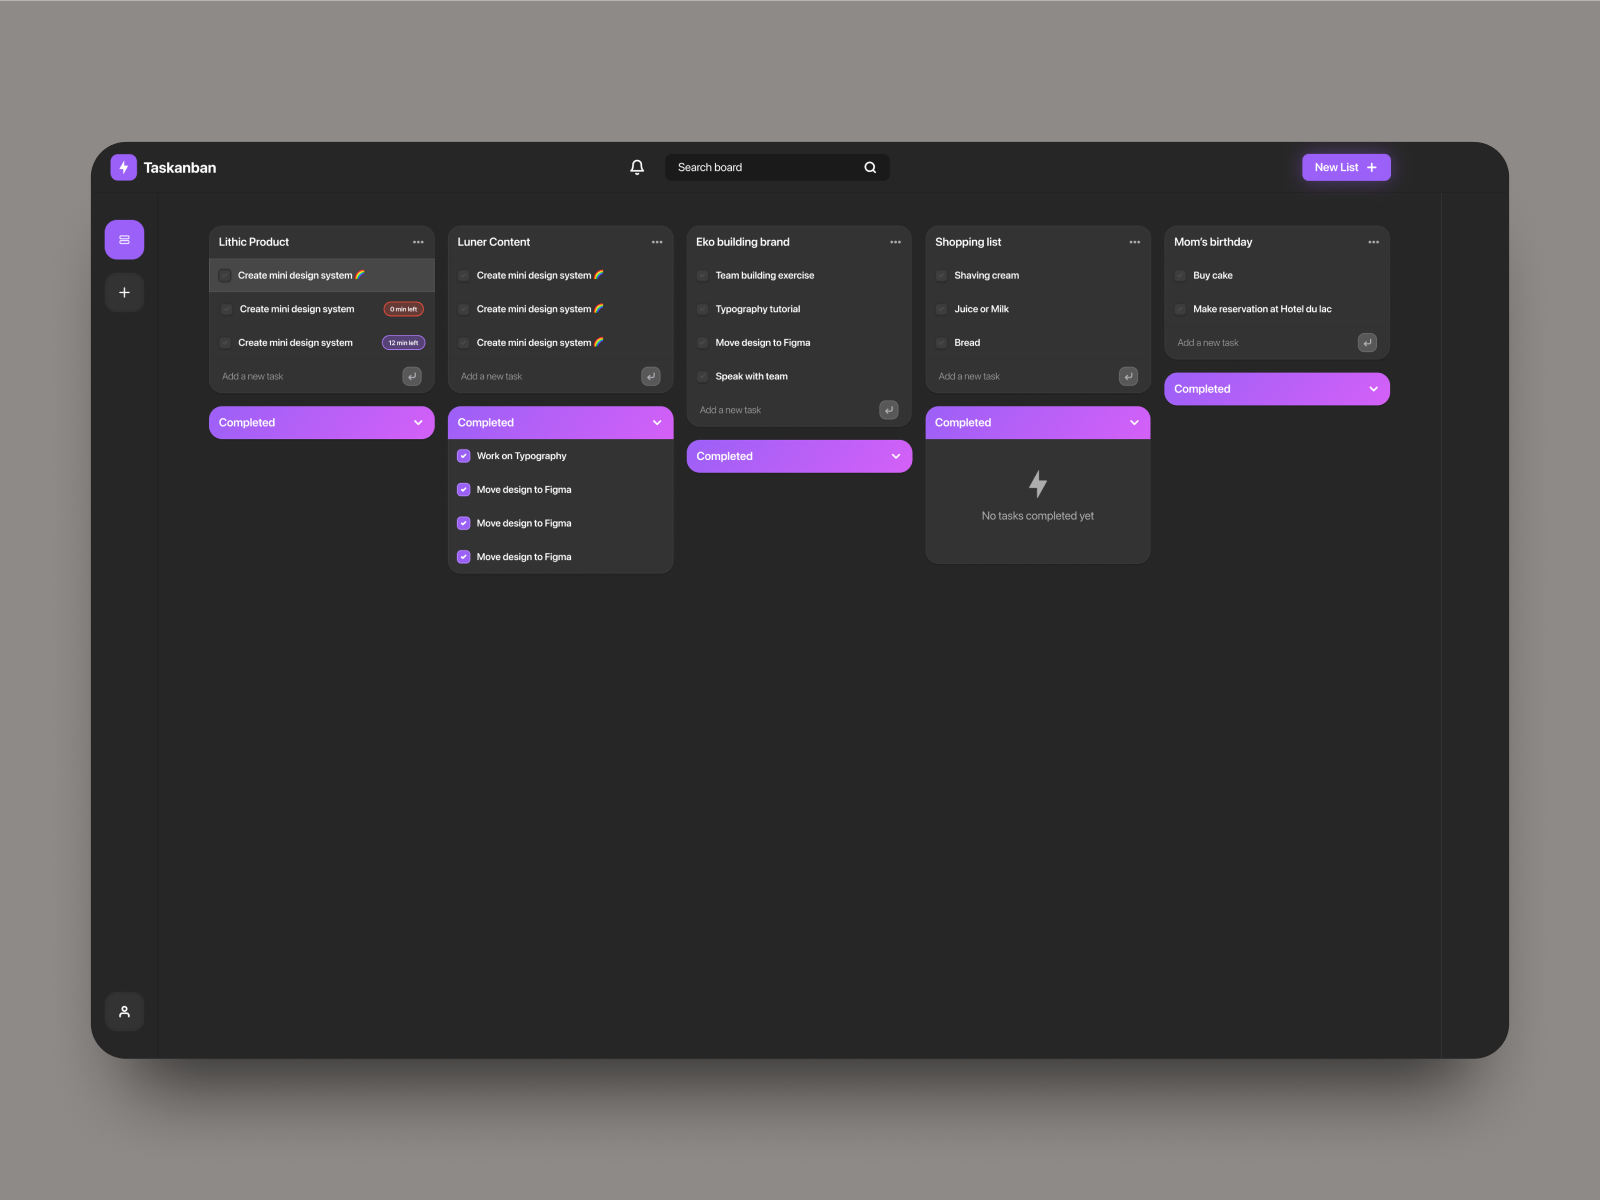 Taskanban
Search board
New List
Lithic Product
Create mini design system 🌈
Create mini design system
0 min left
Create mini design system
12 min left
Add a new task
Completed
Luner Content
Create mini design system 🌈
Create mini design system 🌈
Create mini design system 🌈
Add a new task
Completed
Work on Typography
Move design to Figma
Move design to Figma
Move design to Figma
Eko building brand
Team building exercise
Typography tutorial
Move design to Figma
Speak with team
Add a new task
Completed
Shopping list
Shaving cream
Juice or Milk
Bread
Add a new task
Completed
No tasks completed yet
Mom's birthday
Buy cake
Make reservation at Hotel du lac
Add a new task
Completed